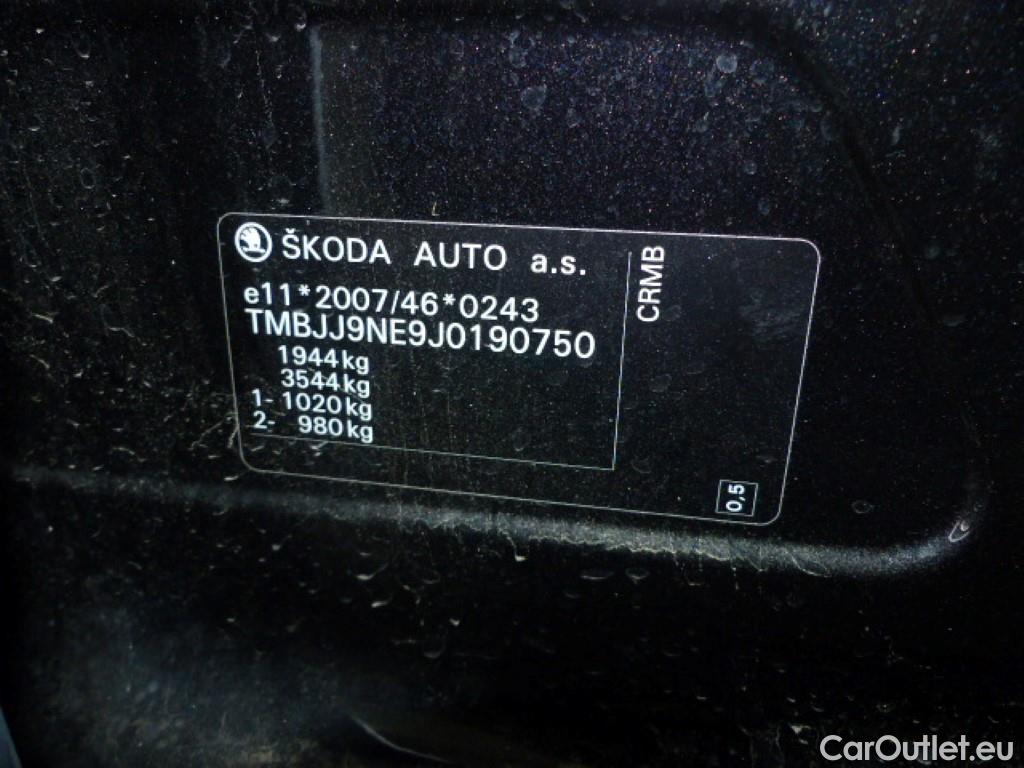 ŠKODA AUTO a.s.
e11*2007/46*0243
TMBJJ9NE9J0190750
1944kg
3544kg
1- 1020kg
2- 980kg
CRMB
0,5
CarOutlet.eu